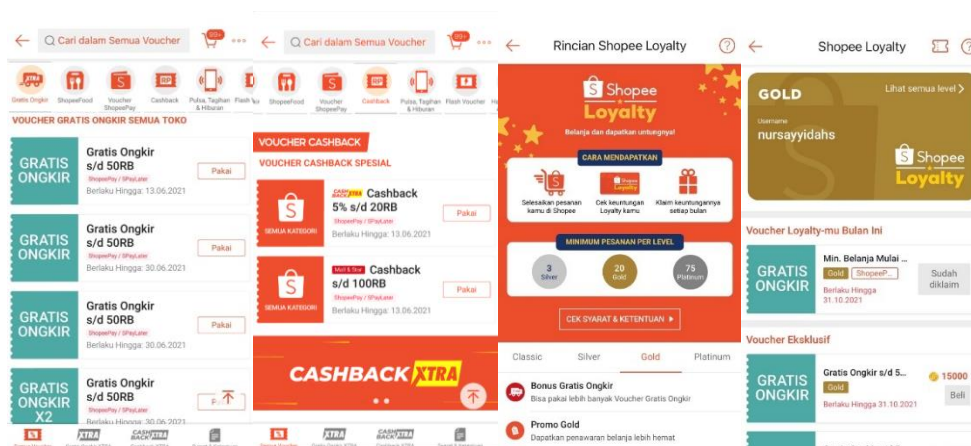 Cari dalam Semua Voucher
99+
XTRA
Gratis Ongkir
ShopeeFood
Voucher ShopeePay
Cashback
Pulsa, Tagihan & Hiburan
VOUCHER GRATIS ONGKIR SEMUA TOKO
GRATIS ONGKIR
Gratis Ongkir
s/d 50RB
ShopeePay / SPayLater
Berlaku Hingga: 13.06.2021
Pakai
GRATIS ONGKIR
Gratis Ongkir
s/d 50RB
ShopeePay / SPayLater
Berlaku Hingga: 30.06.2021
Pakai
GRATIS ONGKIR
Gratis Ongkir
s/d 50RB
ShopeePay / SPayLater
Berlaku Hingga: 30.06.2021
Pakai
GRATIS ONGKIR X2
Gratis Ongkir
s/d 50RB
ShopeePay / SPayLater
Berlaku Hingga: 30.06.2021
XTRA
Cari dalam Semua Voucher
99+
ShopeeFood
Voucher ShopeePay
Cashback
Pulsa, Tagihan & Hiburan
Flash Voucher
VOUCHER CASHBACK
VOUCHER CASHBACK SPESIAL
SEMUA KATEGORI
Cashback
5% s/d 20RB
ShopeePay / SPayLater
Berlaku Hingga: 13.06.2021
Pakai
SEMUA KATEGORI
Mall & Star Cashback
s/d 100RB
ShopeePay / SPayLater
Berlaku Hingga: 13.06.2021
Pakai
CASHBACK XTRA
XTRA
Rincian Shopee Loyalty
Shopee
Loyalty
Belanja dan dapatkan untungnya!
CARA MENDAPATKAN
Selesaikan pesanan kamu di Shopee
Cek keuntungan Loyalty kamu
Klaim keuntungannya setiap bulan
MINIMUM PESANAN PER LEVEL
3 Silver
20 Gold
75 Platinum
CEK SYARAT & KETENTUAN
Classic
Silver
Gold
Platinum
Bonus Gratis Ongkir
Bisa pakai lebih banyak Voucher Gratis Ongkir
Promo Gold
Dapatkan penawaran belanja lebih hemat
Shopee Loyalty
GOLD
Lihat semua level
Username
nursayyidahs
Shopee
Loyalty
Voucher Loyalty-mu Bulan Ini
GRATIS ONGKIR
Min. Belanja Mulai ...
Gold ShopeeP..
Berlaku Hingga
31.10.2021
Sudah diklaim
Voucher Eksklusif
GRATIS ONGKIR
Gratis Ongkir s/d 5...
Gold
Berlaku Hingga 31.10.2021
15000
Beli